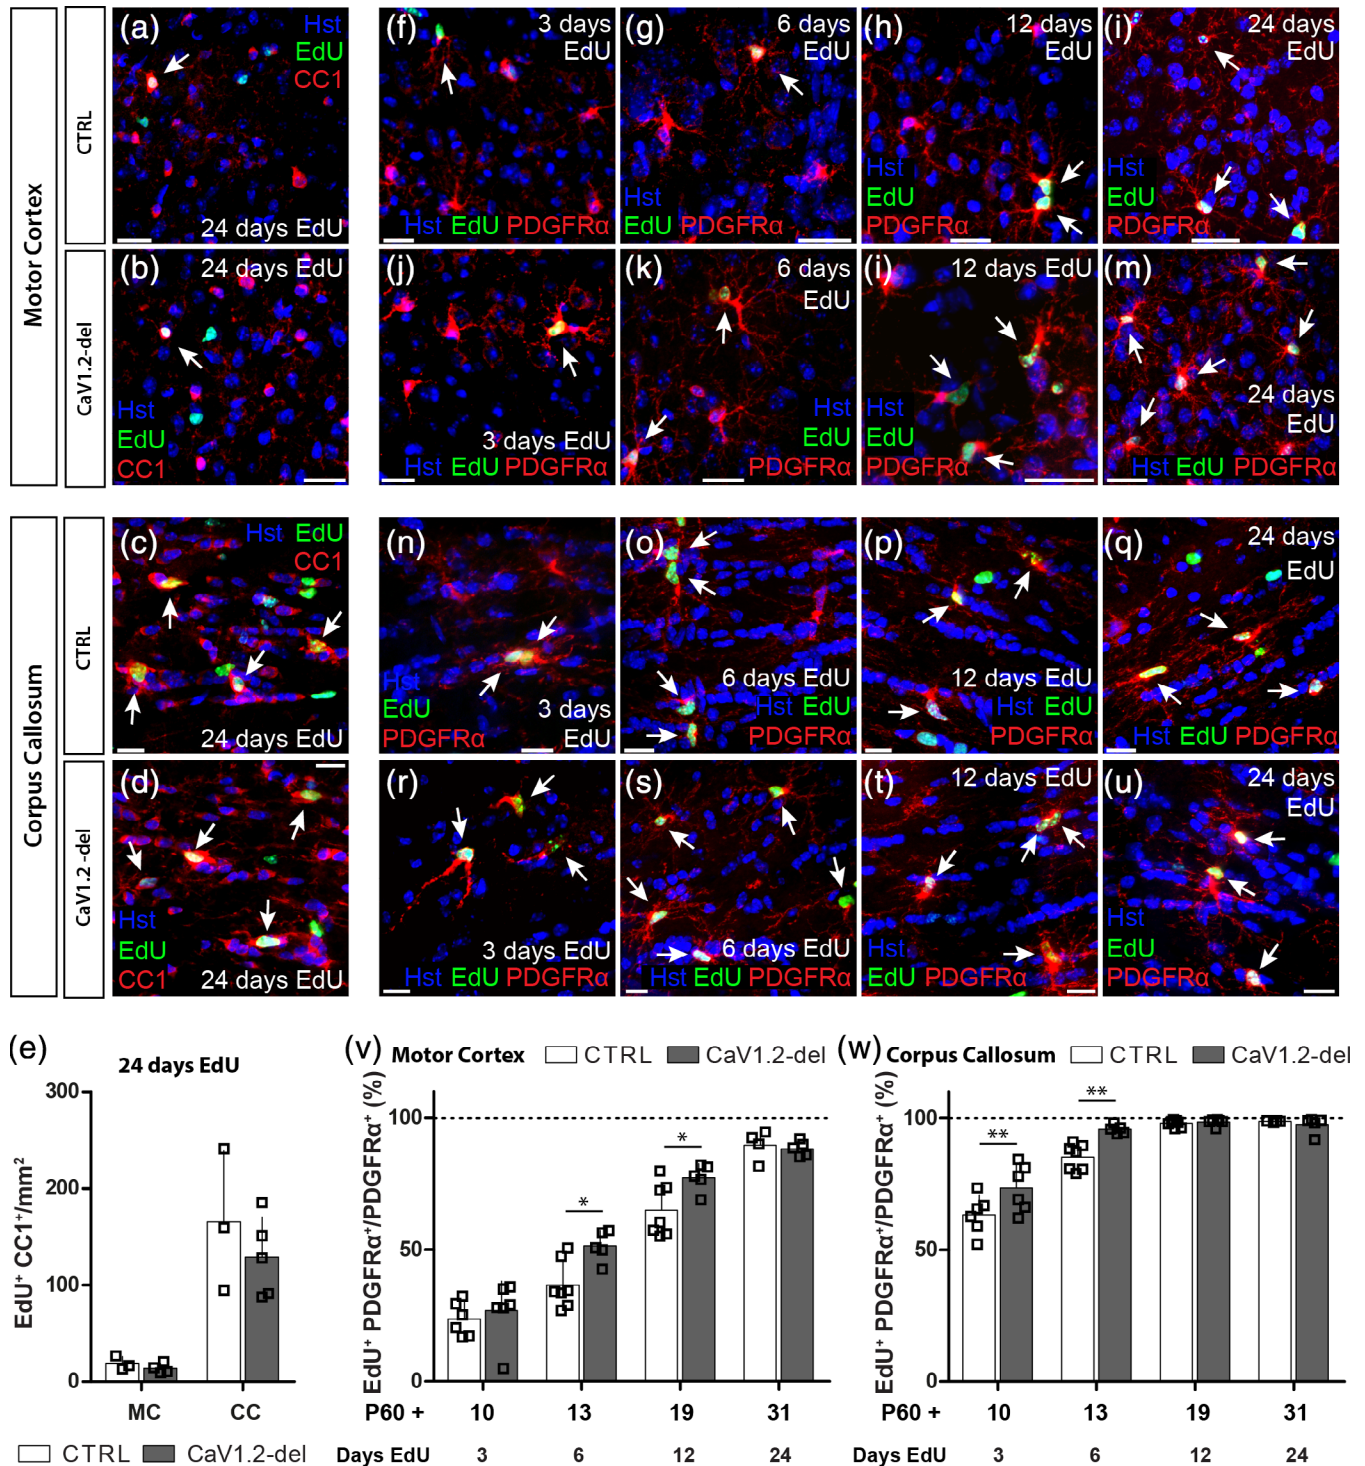 Motor Cortex
CTRL
CaV1.2-del
(a)
Hst
EdU
CC1
24 days EdU
(f)
3 days
EdU
Hst EdU PDGFRα
(g)
6 days
EdU
Hst
EdU PDGFRα
(h)
12 days
EdU
Hst
EdU
PDGFRα
(i)
24 days
EdU
Hst
EdU
PDGFRα
(b)
24 days EdU
Hst
EdU
CC1
(j)
3 days EdU
Hst EdU PDGFRα
(k)
6 days
EdU
Hst
EdU
PDGFRα
(i)
12 days EdU
Hst
EdU
PDGFRα
(m)
24 days
EdU
Hst EdU PDGFRα
Corpus Callosum
CTRL
CaV1.2 -del
(c)
Hst EdU
CC1
24 days EdU
(n)
Hst
EdU
PDGFRα
3 days
EdU
(o)
6 days EdU
Hst EdU
PDGFRα
(p)
12 days EdU
Hst EdU
PDGFRα
(q)
24 days
EdU
Hst EdU PDGFRα
(d)
Hst
EdU
CC1
24 days EdU
(r)
3 days EdU
Hst EdU PDGFRα
(s)
6 days EdU
Hst EdU PDGFRα
(t)
12 days EdU
Hst
EdU PDGFRα
(u)
24 days
EdU
Hst
EdU
PDGFRα
(e)
24 days EdU
EdU⁺ CC1⁺/mm²
300
200
100
0
MC CC
CTRL CaV1.2-del
(v) Motor Cortex CTRL CaV1.2-del
EdU⁺ PDGFRα⁺/PDGFRα⁺ (%)
100
50
0
* *
P60 + 10 13 19 31
Days EdU 3 6 12 24
(w) Corpus Callosum CTRL CaV1.2-del
EdU⁺ PDGFRα⁺/PDGFRα⁺ (%)
100
50
0
** **
P60 + 10 13 19 31
Days EdU 3 6 12 24